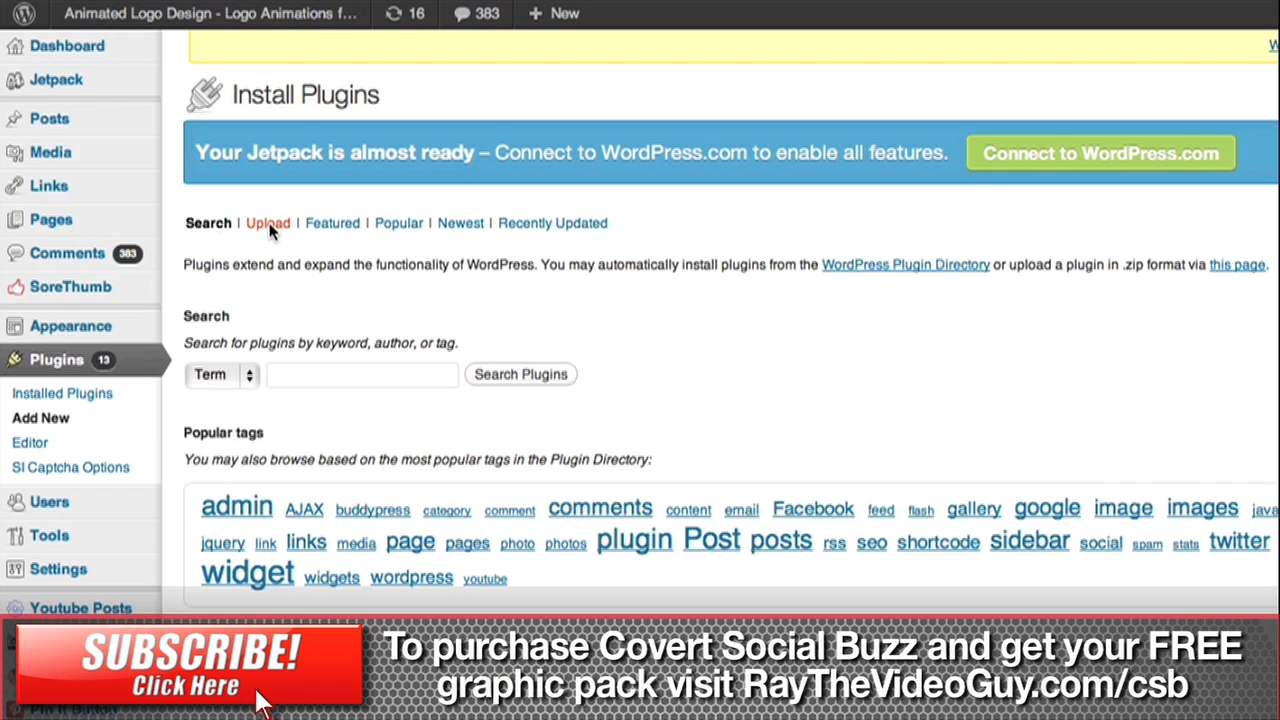 Animated Logo Design - Logo Animations f... 16 383 + New
Dashboard
Jetpack
Posts
Media
Links
Pages
Comments 383
SoreThumb
Appearance
Plugins 13
Installed Plugins
Add New
Editor
SI Captcha Options
Users
Tools
Settings
Youtube Posts
Pin It Button
W
Install Plugins
Your Jetpack is almost ready – Connect to WordPress.com to enable all features. Connect to WordPress.com
Search | Upload | Featured | Popular | Newest | Recently Updated
Plugins extend and expand the functionality of WordPress. You may automatically install plugins from the WordPress Plugin Directory or upload a plugin in .zip format via this page.
Search
Search for plugins by keyword, author, or tag.
Term Search Plugins
Popular tags
You may also browse based on the most popular tags in the Plugin Directory:
admin AJAX buddypress category comment comments content email Facebook feed flash gallery google image images java
jquery link links media page pages photo photos plugin Post posts rss seo shortcode sidebar social spam stats twitter
widget widgets wordpress youtube
SUBSCRIBE!
Click Here
To purchase Covert Social Buzz and get your FREE
graphic pack visit RayTheVideoGuy.com/csb